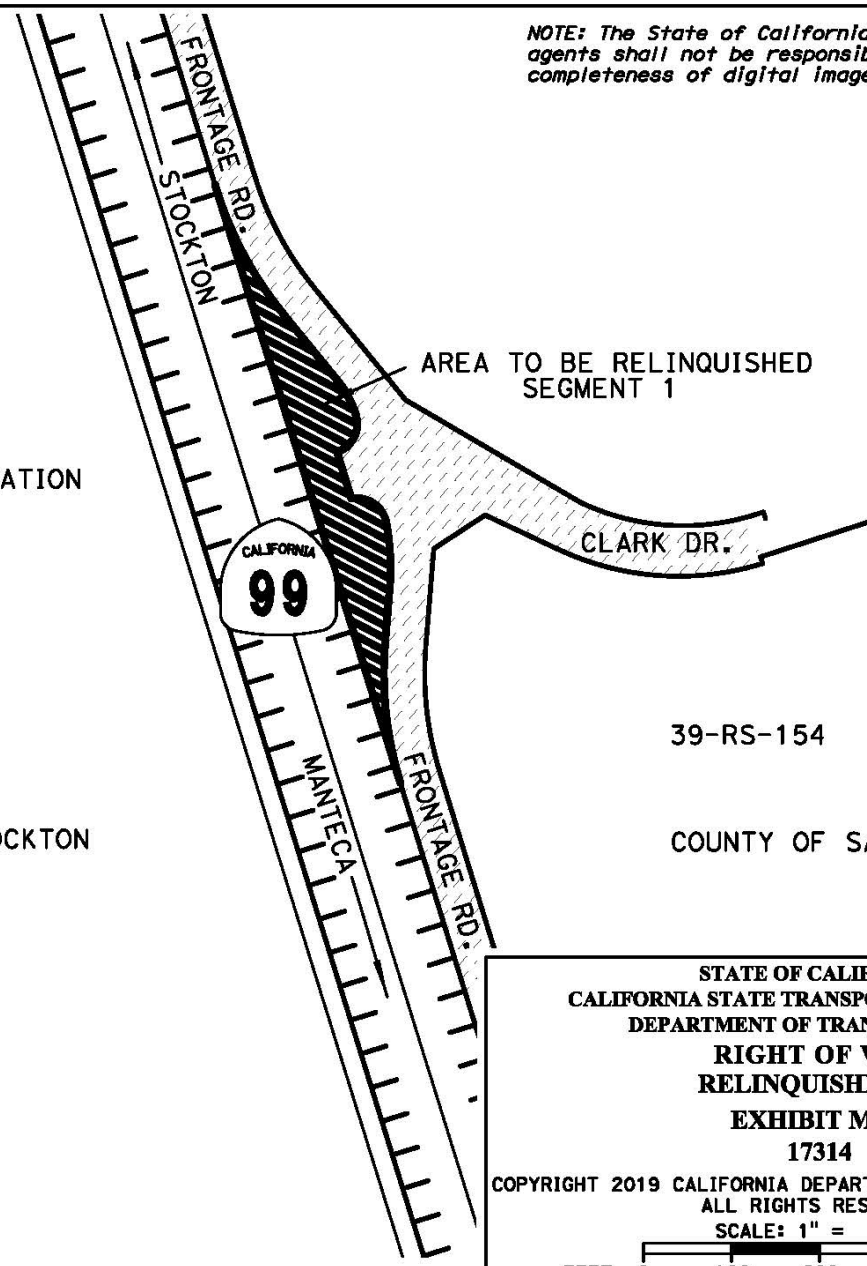 NOTE: The State of California
agents shall not be responsib
completeness of digital image
FRONTAGE RD.
STOCKTON
AREA TO BE RELINQUISHED
SEGMENT 1
ATION
CALIFORNIA
99
CLARK DR.
39-RS-154
MANTECA
FRONTAGE RD.
OCKTON
COUNTY OF SA
STATE OF CALIF
CALIFORNIA STATE TRANSPO
DEPARTMENT OF TRAN
RIGHT OF
RELINQUISH
EXHIBIT M
17314
COPYRIGHT 2019 CALIFORNIA DEPART
ALL RIGHTS RES
SCALE: 1" =